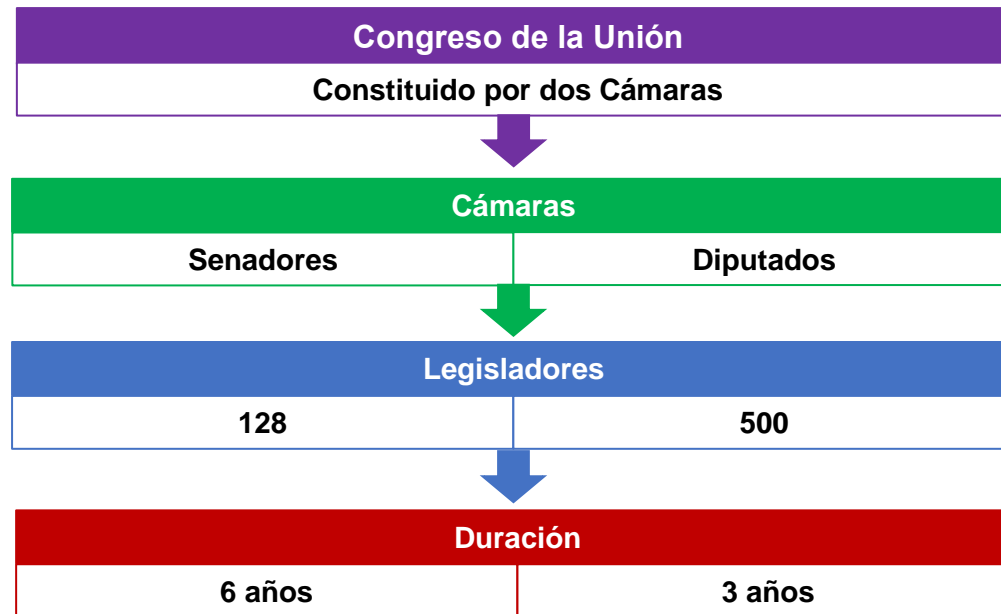 Congreso de la Unión
Constituido por dos Cámaras
Cámaras
Senadores
Diputados
Legisladores
128
500
Duración
6 años
3 años